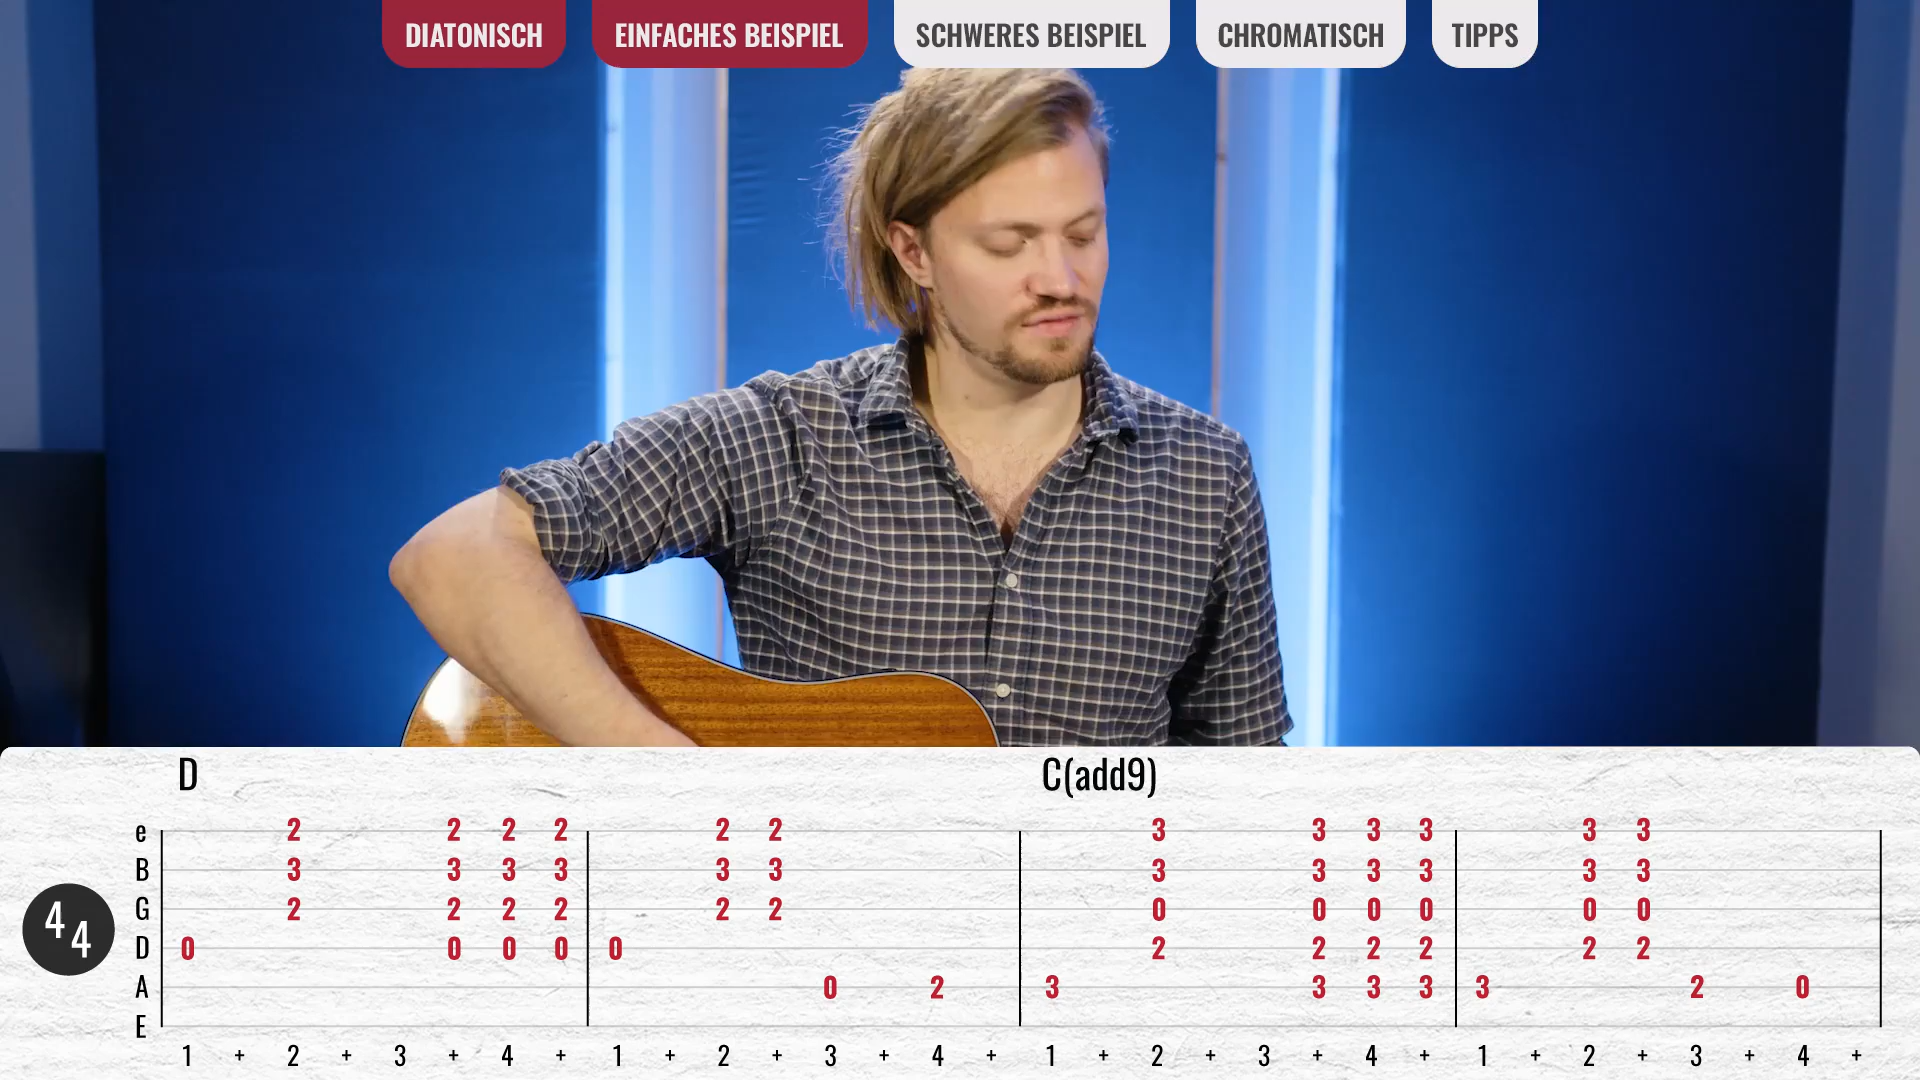 DIATONISCH EINFACHES BEISPIEL SCHWERES BEISPIEL CHROMATISCH TIPPS
D C(add9)
e 2 2 2 2 2 2 3 3 3 3 3 3
B 3 3 3 3 3 3 3 3 3 3 3 3
G 2 2 2 2 2 2 0 0 0 0 0 0
4 4
D 0 0 0 0 0 2 2 2 2 2 2
A 0 2 3 3 3 3 3 2 0
E
1 + 2 + 3 + 4 + 1 + 2 + 3 + 4 + 1 + 2 + 3 + 4 + 1 + 2 + 3 + 4 +